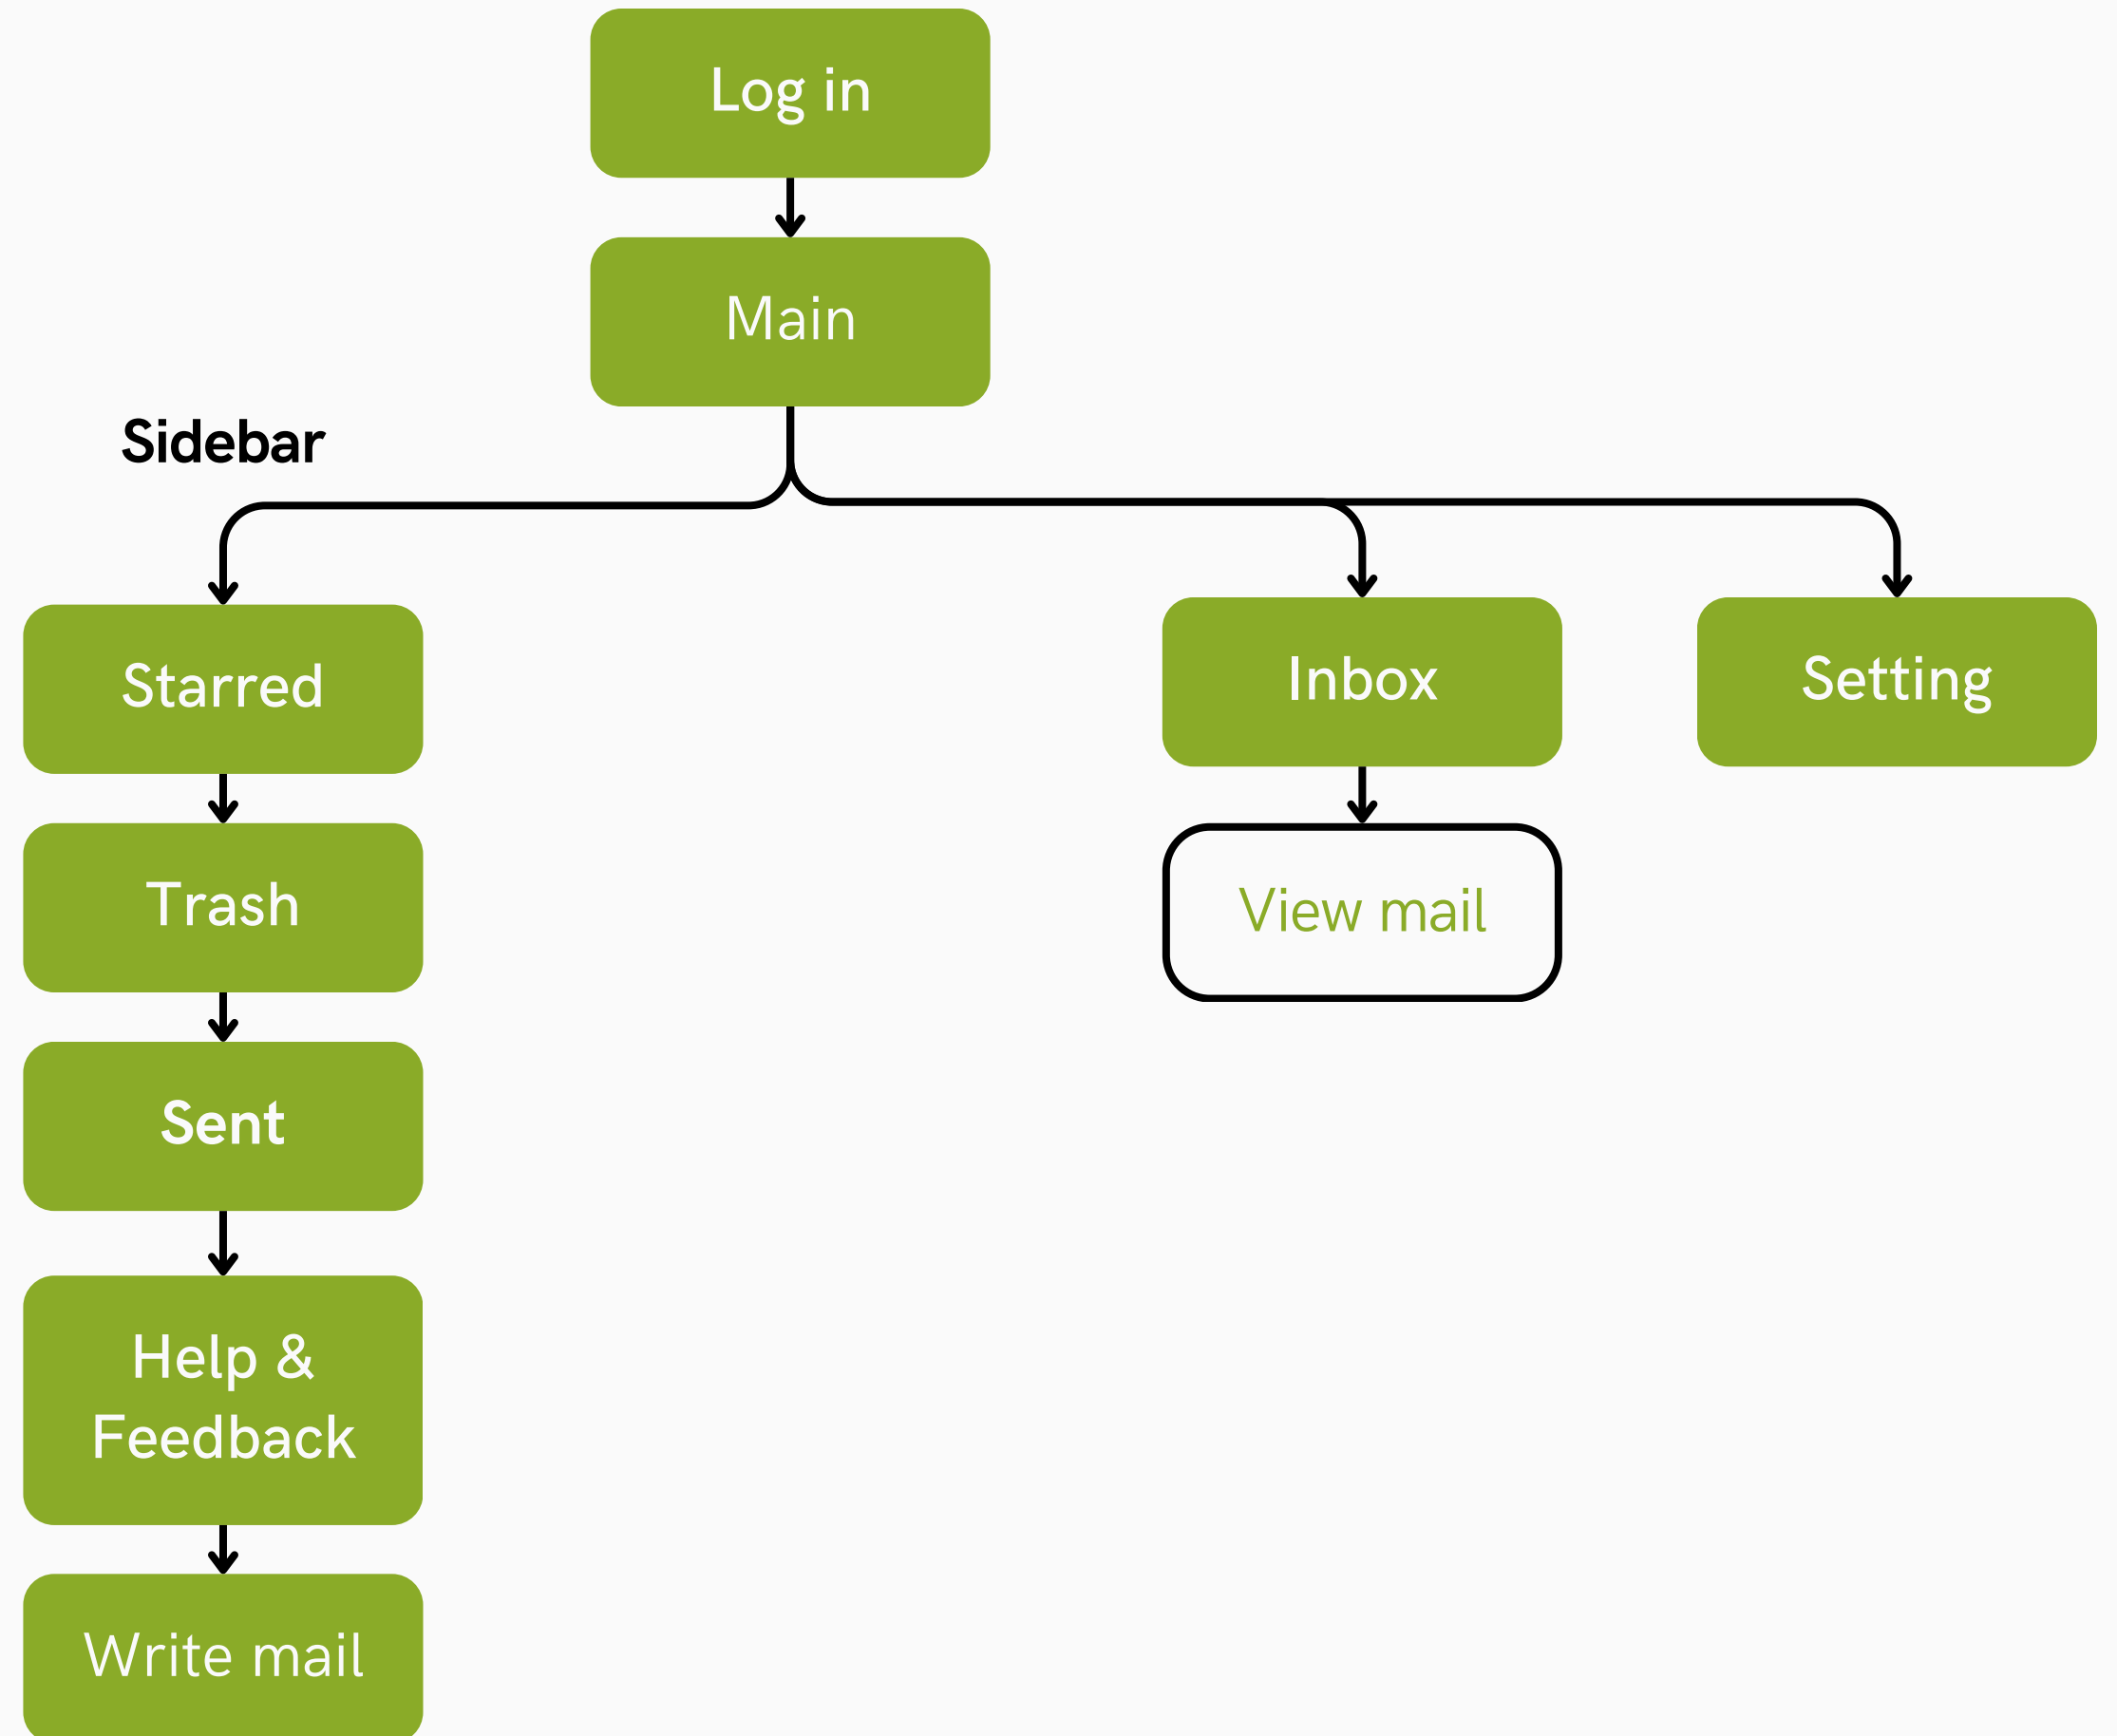 Log in
Main
Sidebar
Starred
Inbox
Setting
Trash
View mail
Sent
Help &
Feedback
Write mail